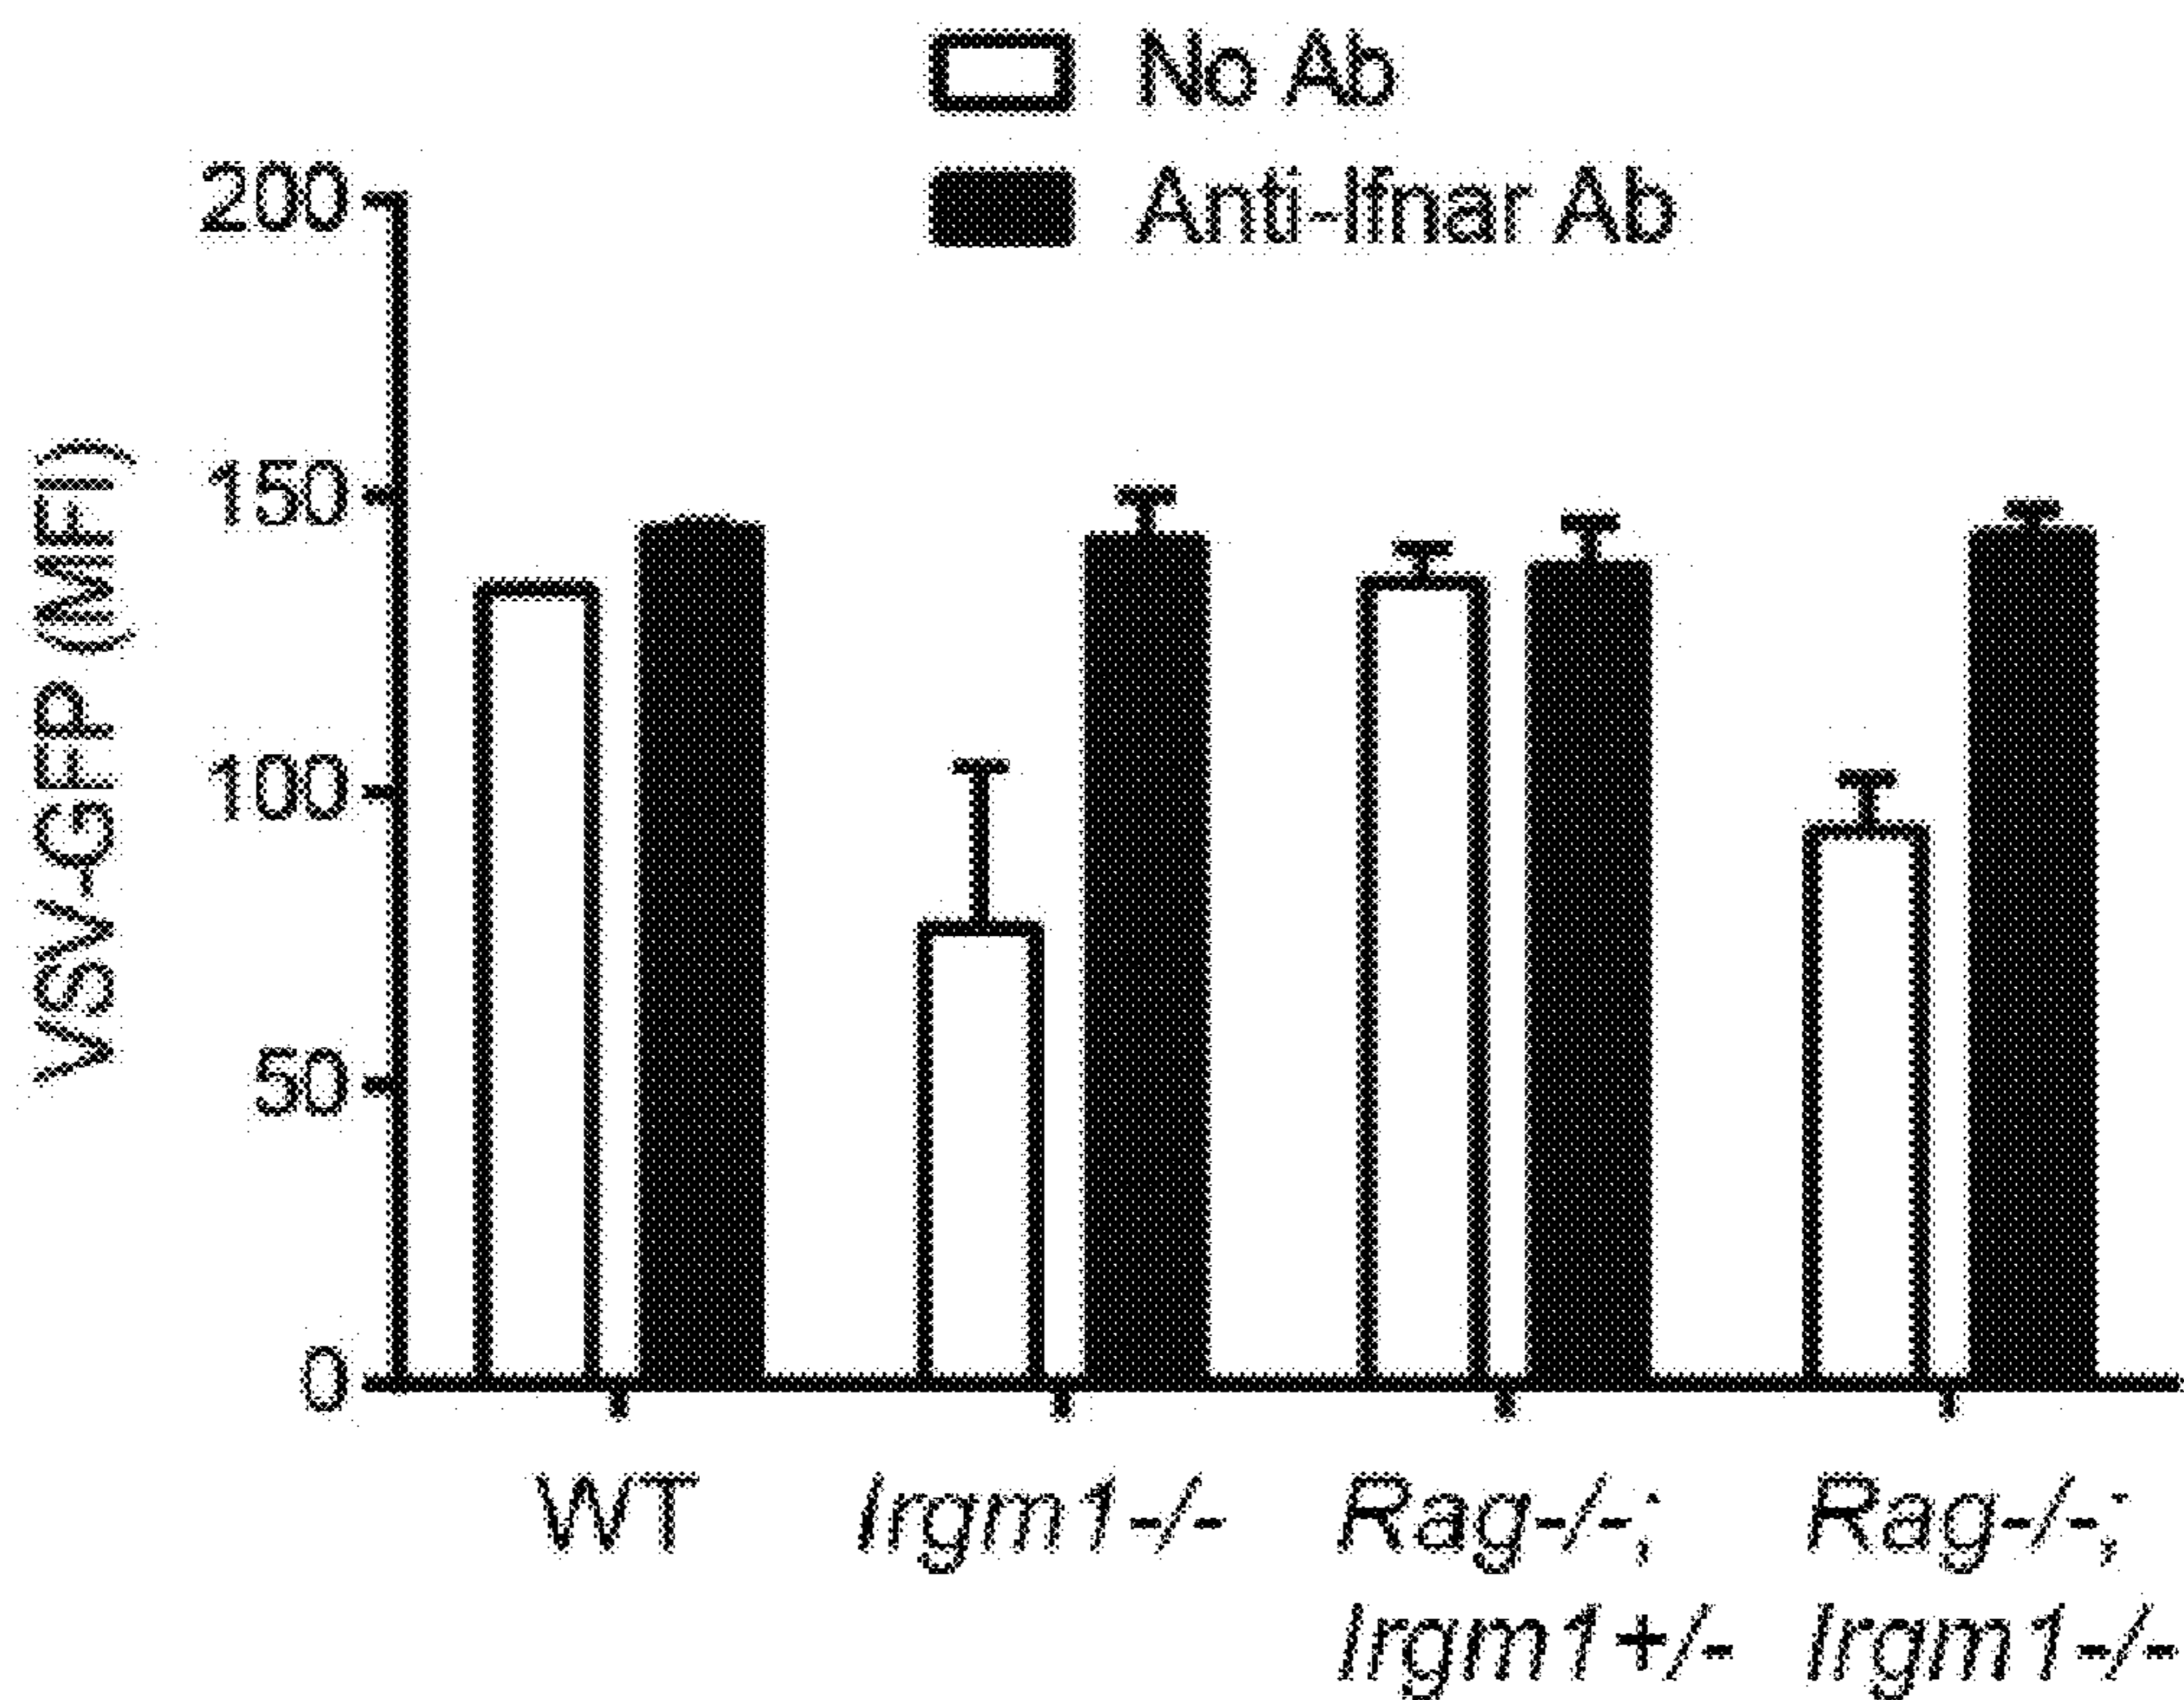 No Ab
Anti-Ifnar Ab
VSV-GFP (MFI)
200
150
100
50
0
WT
Irgm1-/-
Rag-/-;
Irgm1+/-
Rag-/-;
Irgm1-/-